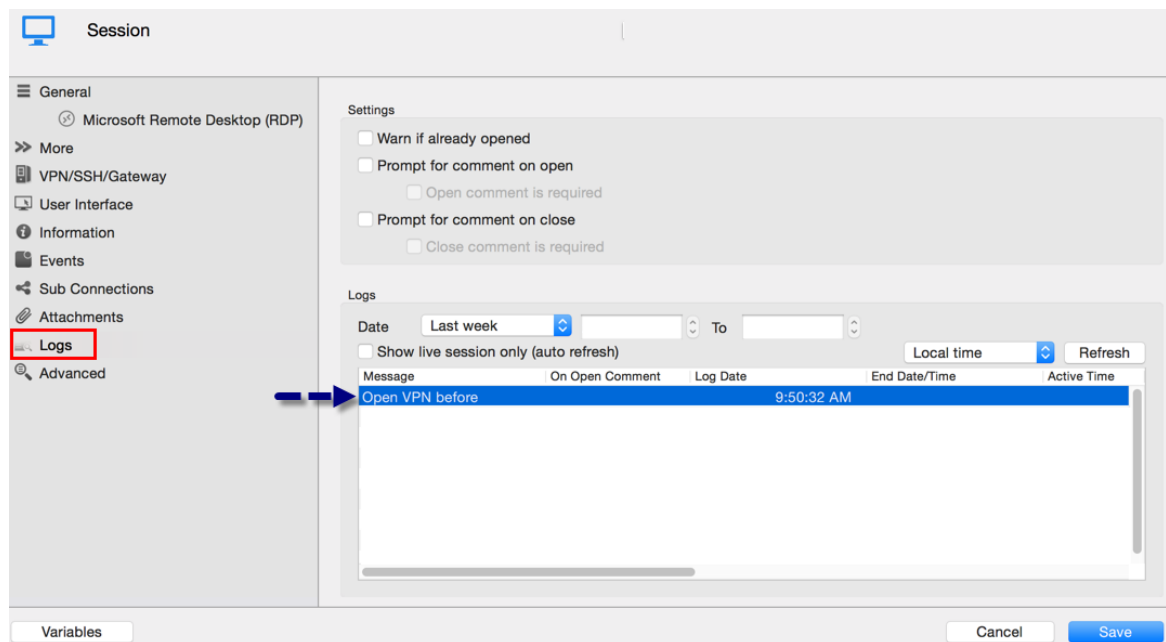 Session
General
Microsoft Remote Desktop (RDP)
More
VPN/SSH/Gateway
User Interface
Information
Events
Sub Connections
Attachments
Logs
Advanced
Settings
Warn if already opened
Prompt for comment on open
Open comment is required
Prompt for comment on close
Close comment is required
Logs
Date Last week To
Show live session only (auto refresh) Local time Refresh
Message On Open Comment Log Date End Date/Time Active Time
Open VPN before 9:50:32 AM
Variables Cancel Save